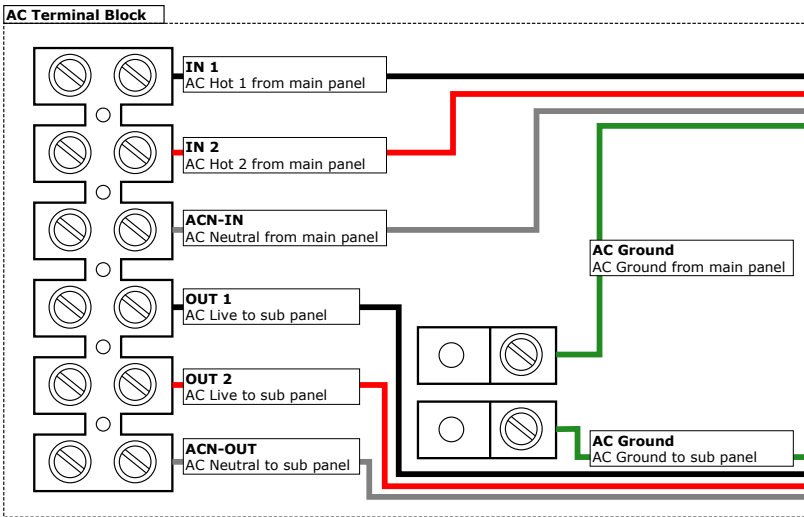 AC Terminal Block
IN 1
AC Hot 1 from main panel
IN 2
AC Hot 2 from main panel
ACN-IN
AC Neutral from main panel
AC Ground
AC Ground from main panel
OUT 1
AC Live to sub panel
OUT 2
AC Live to sub panel
ACN-OUT
AC Neutral to sub panel
AC Ground
AC Ground to sub panel